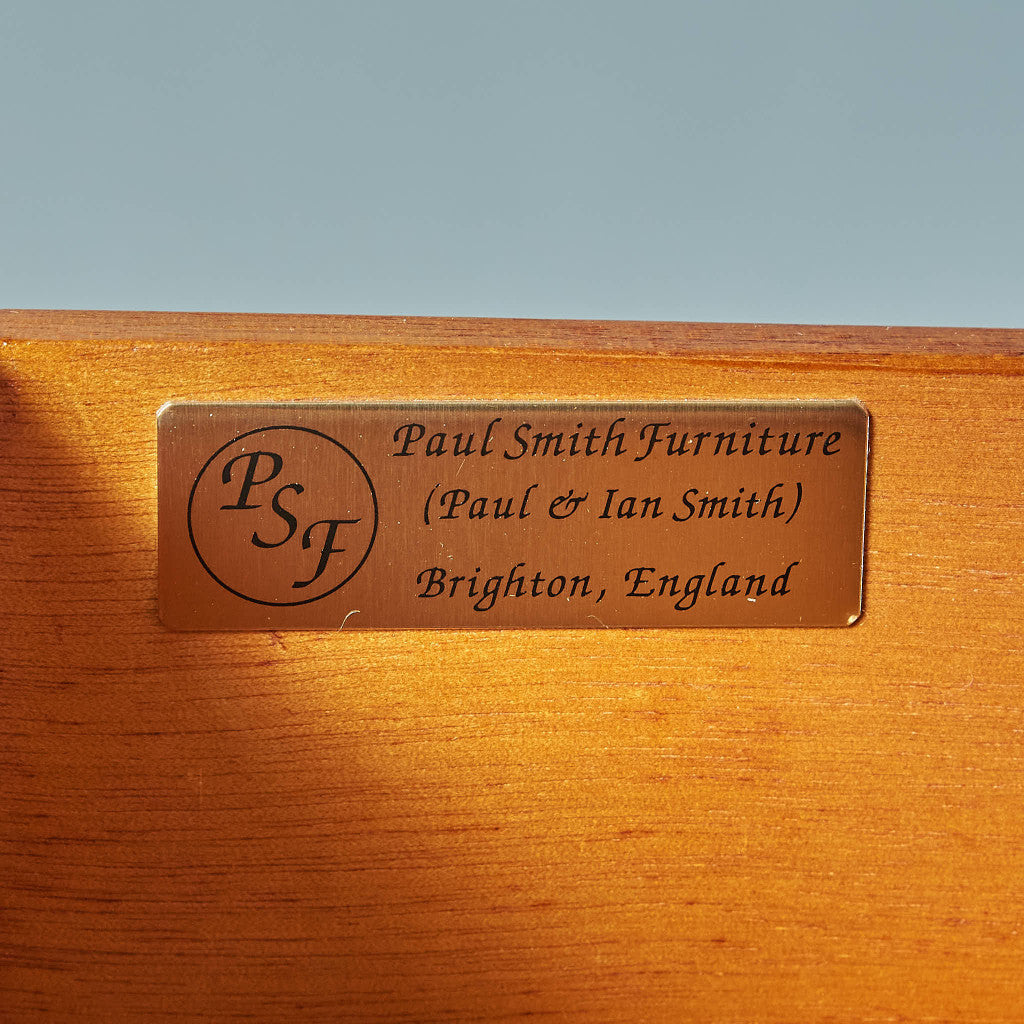 PSF
Paul Smith Furniture
(Paul & Ian Smith)
Brighton, England